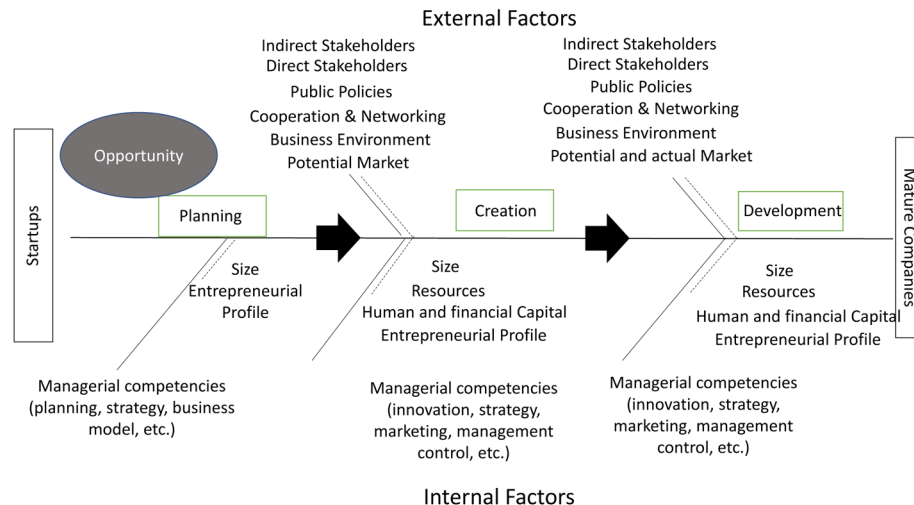 External Factors
Indirect Stakeholders
Direct Stakeholders
Public Policies
Cooperation & Networking
Business Environment
Potential Market
Indirect Stakeholders
Direct Stakeholders
Public Policies
Cooperation & Networking
Business Environment
Potential and actual Market
Startups
Opportunity
Planning
Creation
Development
Mature Companies
Size
Entrepreneurial
Profile
Size
Resources
Human and financial Capital
Entrepreneurial Profile
Size
Resources
Human and financial Capital
Entrepreneurial Profile
Managerial competencies
(planning, strategy, business
model, etc.)
Managerial competencies
(innovation, strategy,
marketing, management
control, etc.)
Managerial competencies
(innovation, strategy,
marketing, management
control, etc.)
Internal Factors